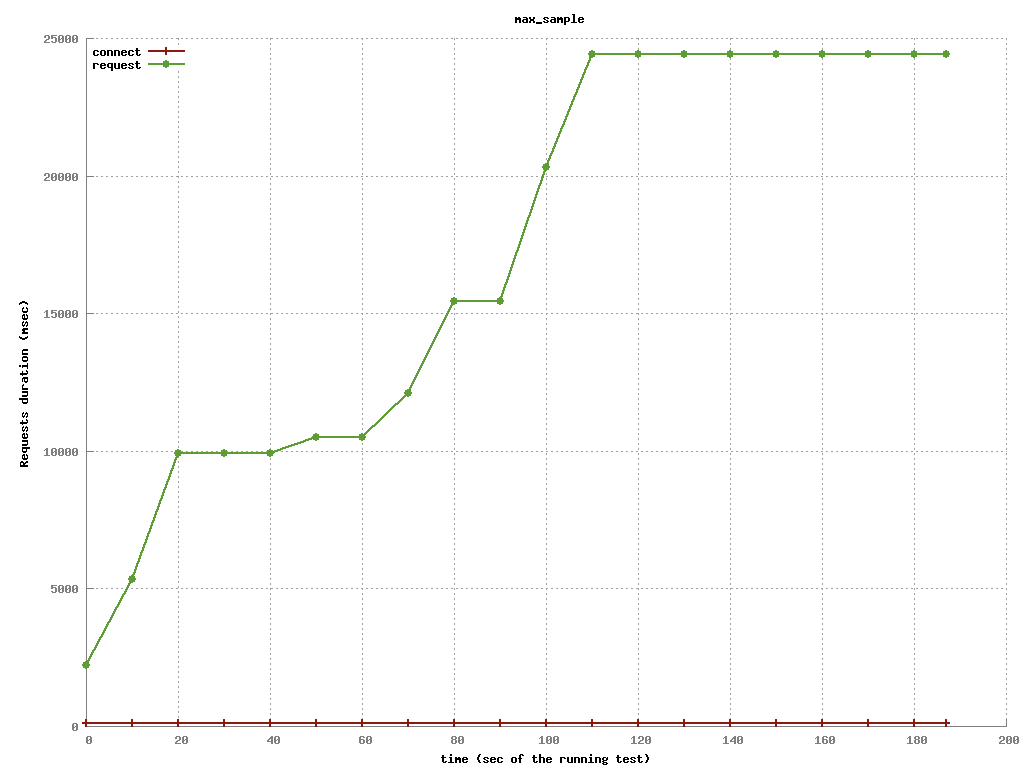 max_sample
25000
connect
request
20000
15000
10000
5000
0
Requests duration (msec)
0 20 40 60 80 100 120 140 160 180 200
time (sec of the running test)